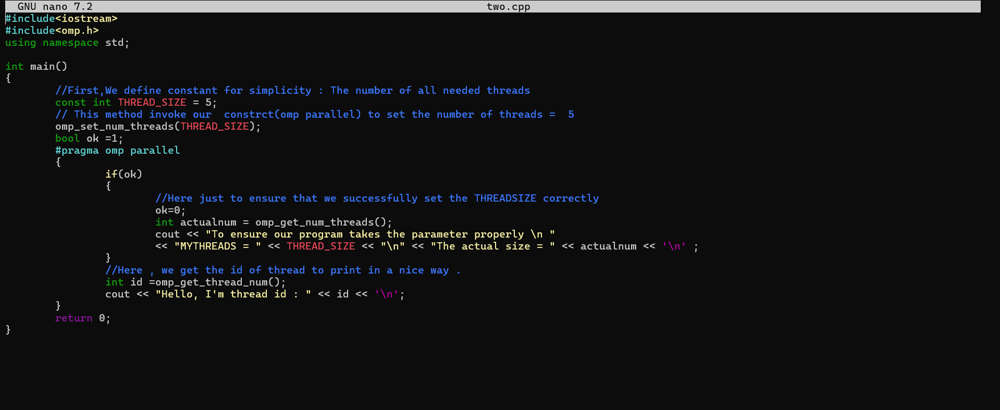 GNU nano 7.2 two.cpp
#include<iostream>
#include<omp.h>
using namespace std;

int main()
{
        //First,We define constant for simplicity : The number of all needed threads
        const int THREAD_SIZE = 5;
        // This method invoke our  constrct(omp parallel) to set the number of threads =  5
        omp_set_num_threads(THREAD_SIZE);
        bool ok =1;
        #pragma omp parallel
        {
                if(ok)
                {
                        //Here just to ensure that we successfully set the THREADSIZE correctly
                        ok=0;
                        int actualnum = omp_get_num_threads();
                        cout << "To ensure our program takes the parameter properly \n "
                        << "MYTHREADS = " << THREAD_SIZE << "\n" << "The actual size = " << actualnum << '\n' ;
                }
                //Here , we get the id of thread to print in a nice way .
                int id =omp_get_thread_num();
                cout << "Hello, I'm thread id : " << id << '\n';
        }
        return 0;
}